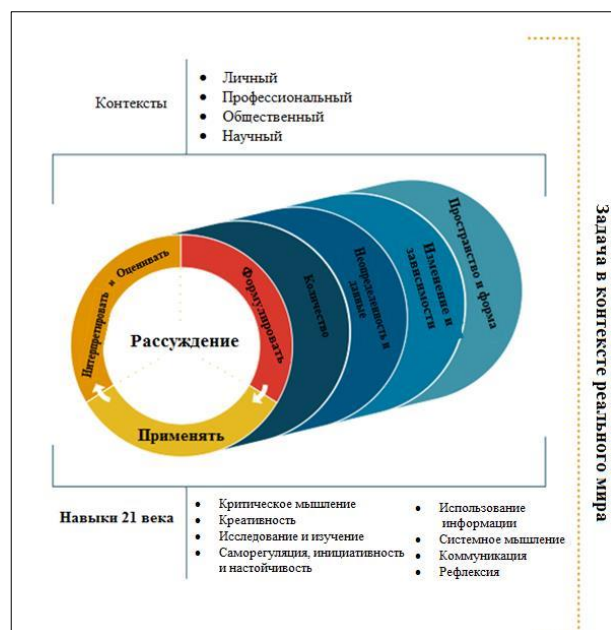 Контексты
• Личный
• Профессиональный
• Общественный
• Научный
Интерпретировать и Оценивать
Формулировать
Применять
Рассуждение
Количество
Неопределенность и
данные
Изменение и
зависимости
Пространство и форма
Задача в контексте реального мира
Навыки 21 века
• Критическое мышление
• Креативность
• Исследование и изучение
• Саморегуляция, инициативность
и настойчивость
• Использование
информации
• Системное мышление
• Коммуникация
• Рефлексия